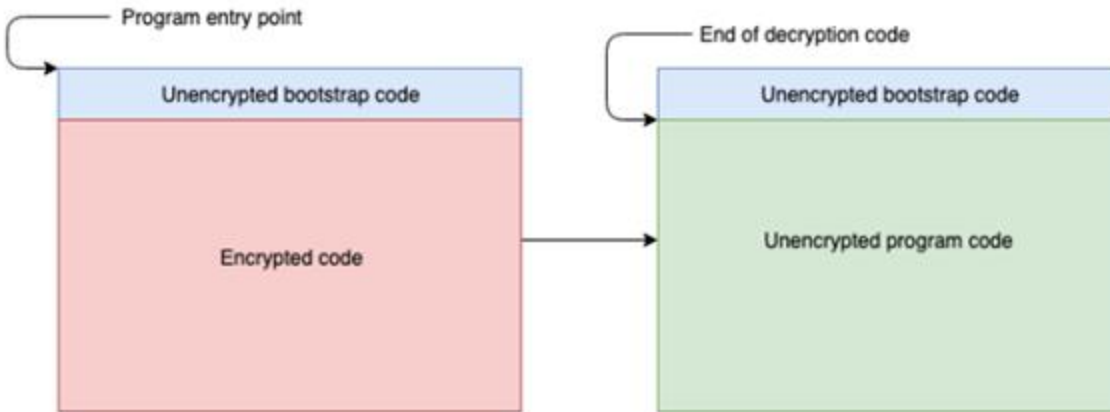 Program entry point
End of decryption code
Unencrypted bootstrap code
Unencrypted bootstrap code
Encrypted code
Unencrypted program code